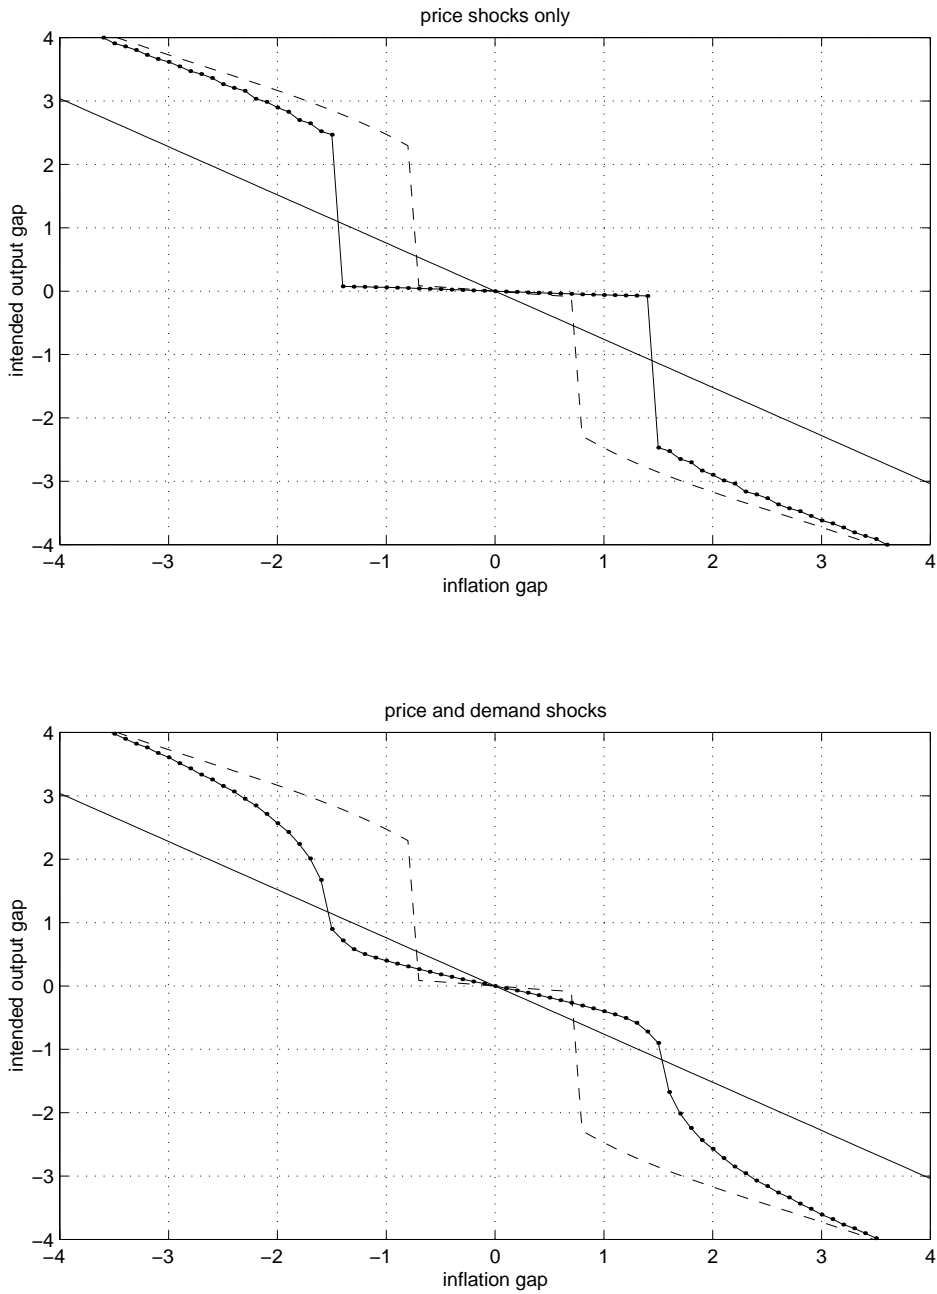 price shocks only
4
3
2
1
0
−1
−2
−3
−4
intended output gap
−4 −3 −2 −1 0 1 2 3 4
inflation gap
price and demand shocks
4
3
2
1
0
−1
−2
−3
−4
intended output gap
−4 −3 −2 −1 0 1 2 3 4
inflation gap